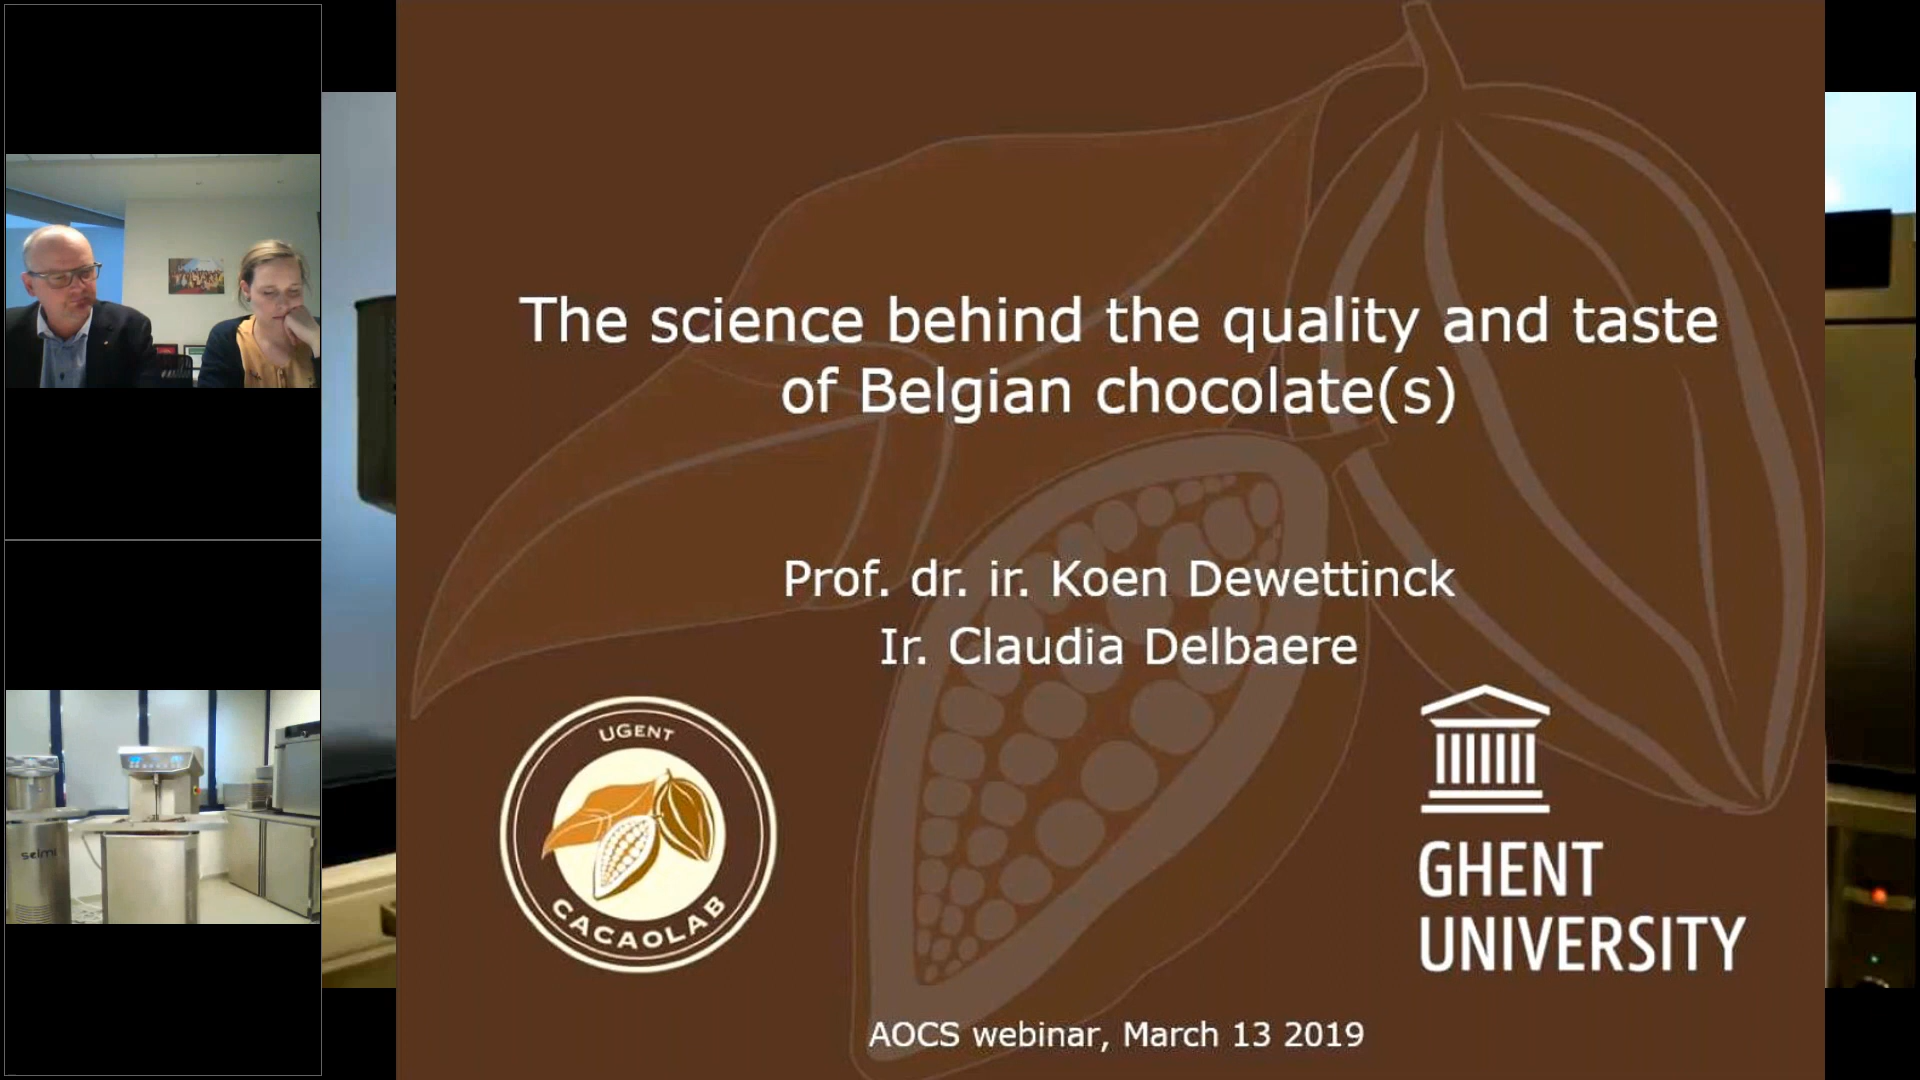 The science behind the quality and taste
of Belgian chocolate(s)
Prof. dr. ir. Koen Dewettinck
Ir. Claudia Delbaere
UGENT
CACAOLAB
GHENT
UNIVERSITY
AOCS webinar, March 13 2019
selmi